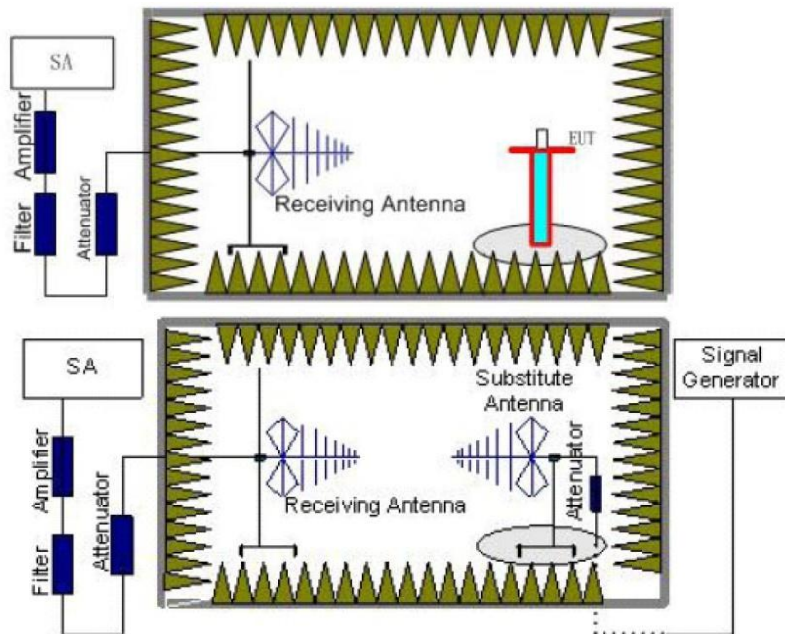 SA
Amplifier
Filter
Attenuator
Receiving Antenna
EUT
SA
Amplifier
Filter
Attenuator
Receiving Antenna
Substitute
Antenna
Attenuator
Signal
Generator